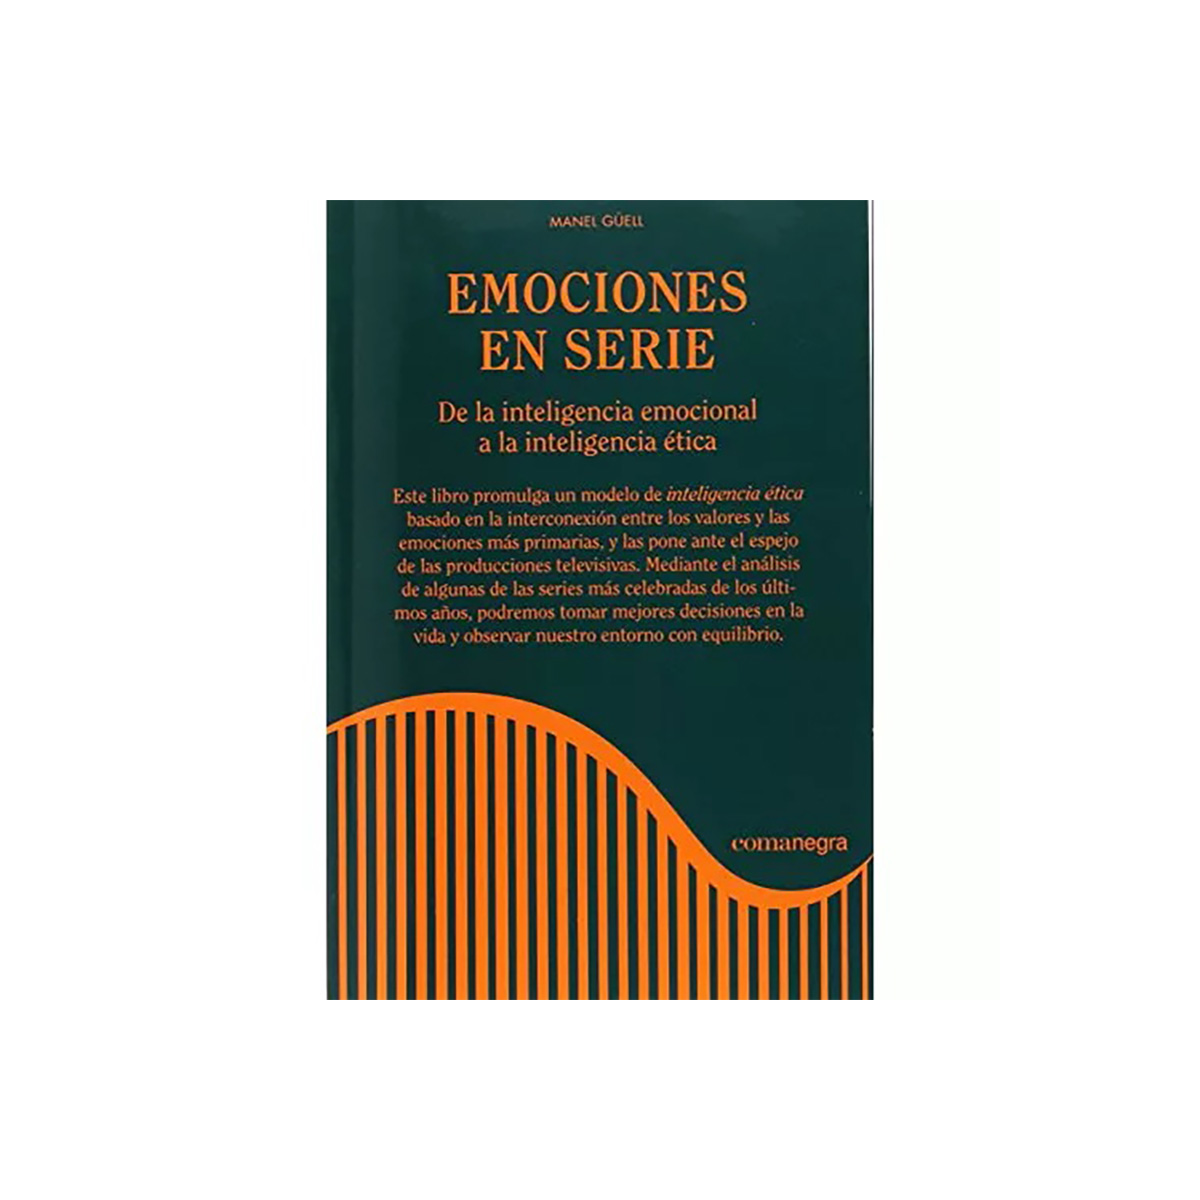 MANEL GÜELL
EMOCIONES
EN SERIE
De la inteligencia emocional
a la inteligencia ética
Este libro promulga un modelo de inteligencia ética
basado en la interconexión entre los valores y las
emociones más primarias, y las pone ante el espejo
de las producciones televisivas. Mediante el análisis
de algunas de las series más celebradas de los últi-
mos años, podremos tomar mejores decisiones en la
vida y observar nuestro entorno con equilibrio.
comanegra